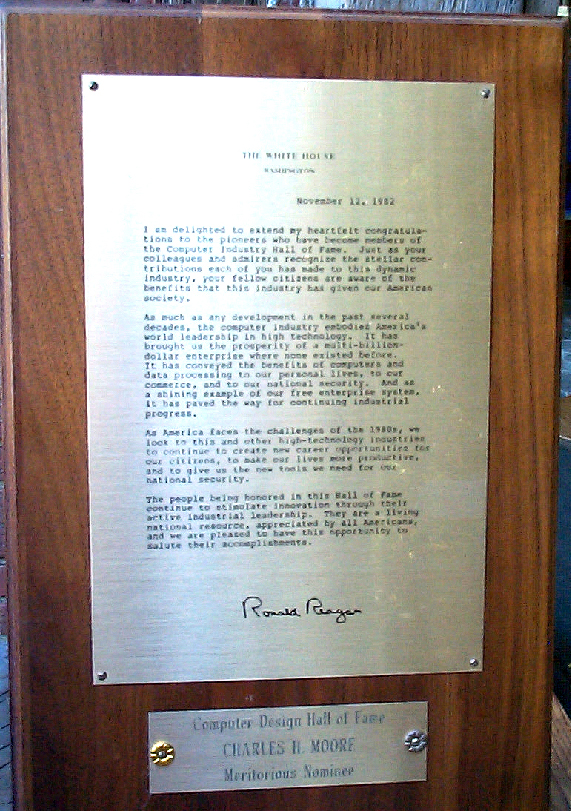 THE WHITE HOUSE
WASHINGTON
November 12, 1982
I am delighted to extend my heartfelt congratula-
tions to the pioneers who have become members of
the Computer Industry Hall of Fame. Just as your
colleagues and admirers recognize the stellar con-
tributions each of you has made to this dynamic
industry, your fellow citizens are aware of the
benefits that this industry has given our American
society.
As much as any development in the past several
decades, the computer industry embodies America's
world leadership in high technology. It has
brought us the prosperity of a multi-billion-
dollar enterprise where none existed before.
It has conveyed the benefits of computers and
data processing to our personal lives, to our
commerce, and to our national security. And as
a shining example of our free enterprise system,
it has paved the way for continuing industrial
progress.
As America faces the challenges of the 1980s, we
look to this and other high-technology industries
to continue to create new career opportunities for
our citizens, to make our lives more productive,
and to give us the new tools we need for our
national security.
The people being honored in this Hall of Fame
continue to stimulate innovation through their
active industrial leadership. They are a living
national resource, appreciated by all Americans,
and we are pleased to have this opportunity to
salute their accomplishments.
Ronald Reagan
Computer Design Hall of Fame
CHARLES H. MOORE
Meritorious Nominee